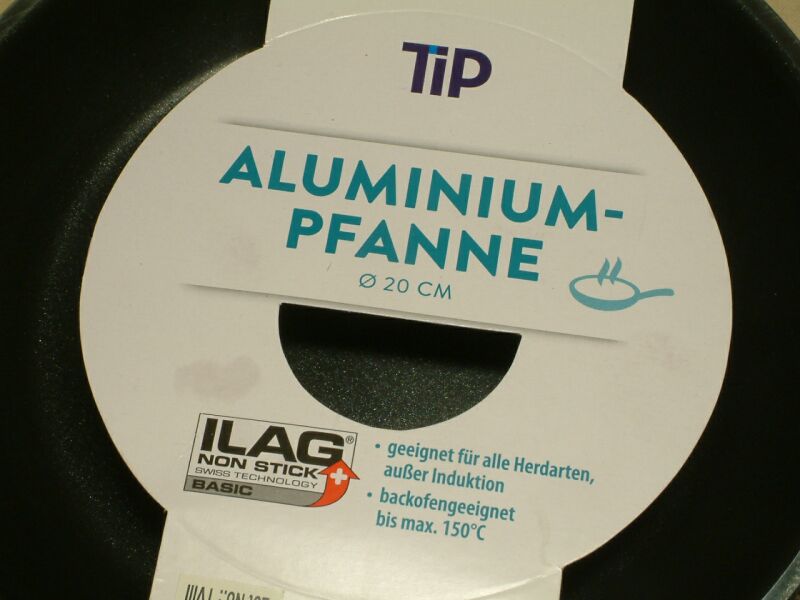 TiP
ALUMINIUM-
PFANNE
Ø 20 CM
ILAG®
NON STICK
SWISS TECHNOLOGY
BASIC
• geeignet für alle Herdarten,
außer Induktion
• backofengeeignet
bis max. 150°C